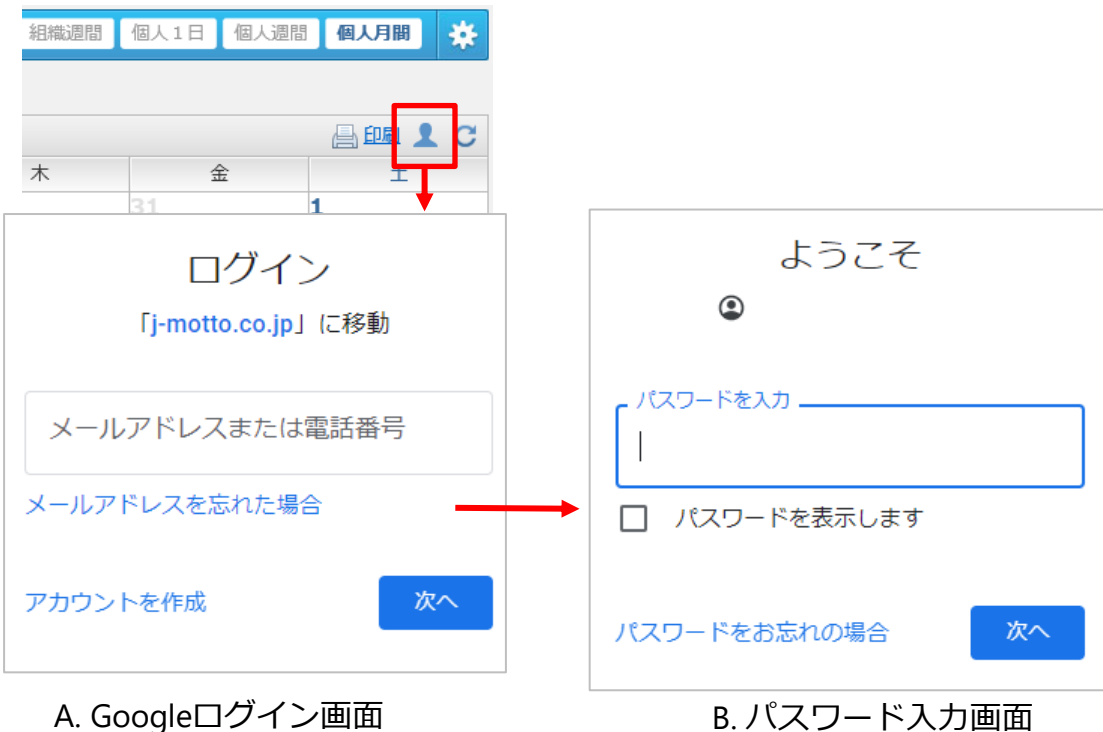 組織週間 個人1日 個人週間 個人月間
印刷
木 金 土
31 1
ログイン
「j-motto.co.jp」に移動
メールアドレスまたは電話番号
メールアドレスを忘れた場合
アカウントを作成 次へ
A. Googleログイン画面
ようこそ
パスワードを入力
パスワードを表示します
パスワードをお忘れの場合 次へ
B. パスワード入力画面